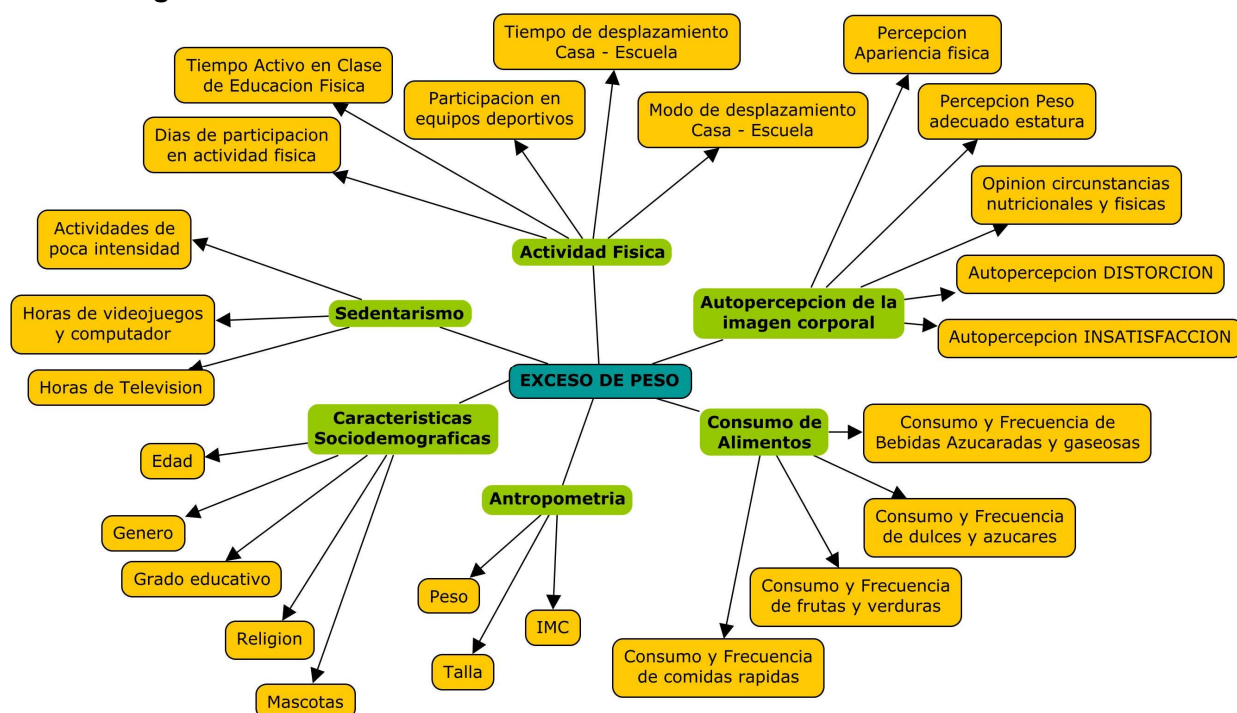 Tiempo de desplazamiento
Casa - Escuela
Percepcion
Apariencia fisica
Tiempo Activo en Clase
de Educacion Fisica
Participacion en
equipos deportivos
Modo de desplazamiento
Casa - Escuela
Percepcion Peso
adecuado estatura
Dias de participacion
en actividad fisica
Opinion circunstancias
nutricionales y fisicas
Actividades de
poca intensidad
Actividad Fisica
Autopercepcion DISTORCION
Sedentarismo
Autopercepcion de la
imagen corporal
Horas de videojuegos
y computador
Autopercepcion INSATISFACCION
Horas de Television
EXCESO DE PESO
Caracteristicas
Sociodemograficas
Consumo de
Alimentos
Consumo y Frecuencia de
Bebidas Azucaradas y gaseosas
Edad
Antropometria
Consumo y Frecuencia
de dulces y azucares
Genero
Grado educativo
Peso
Consumo y Frecuencia
de frutas y verduras
Religion
IMC
Talla
Consumo y Frecuencia
de comidas rapidas
Mascotas